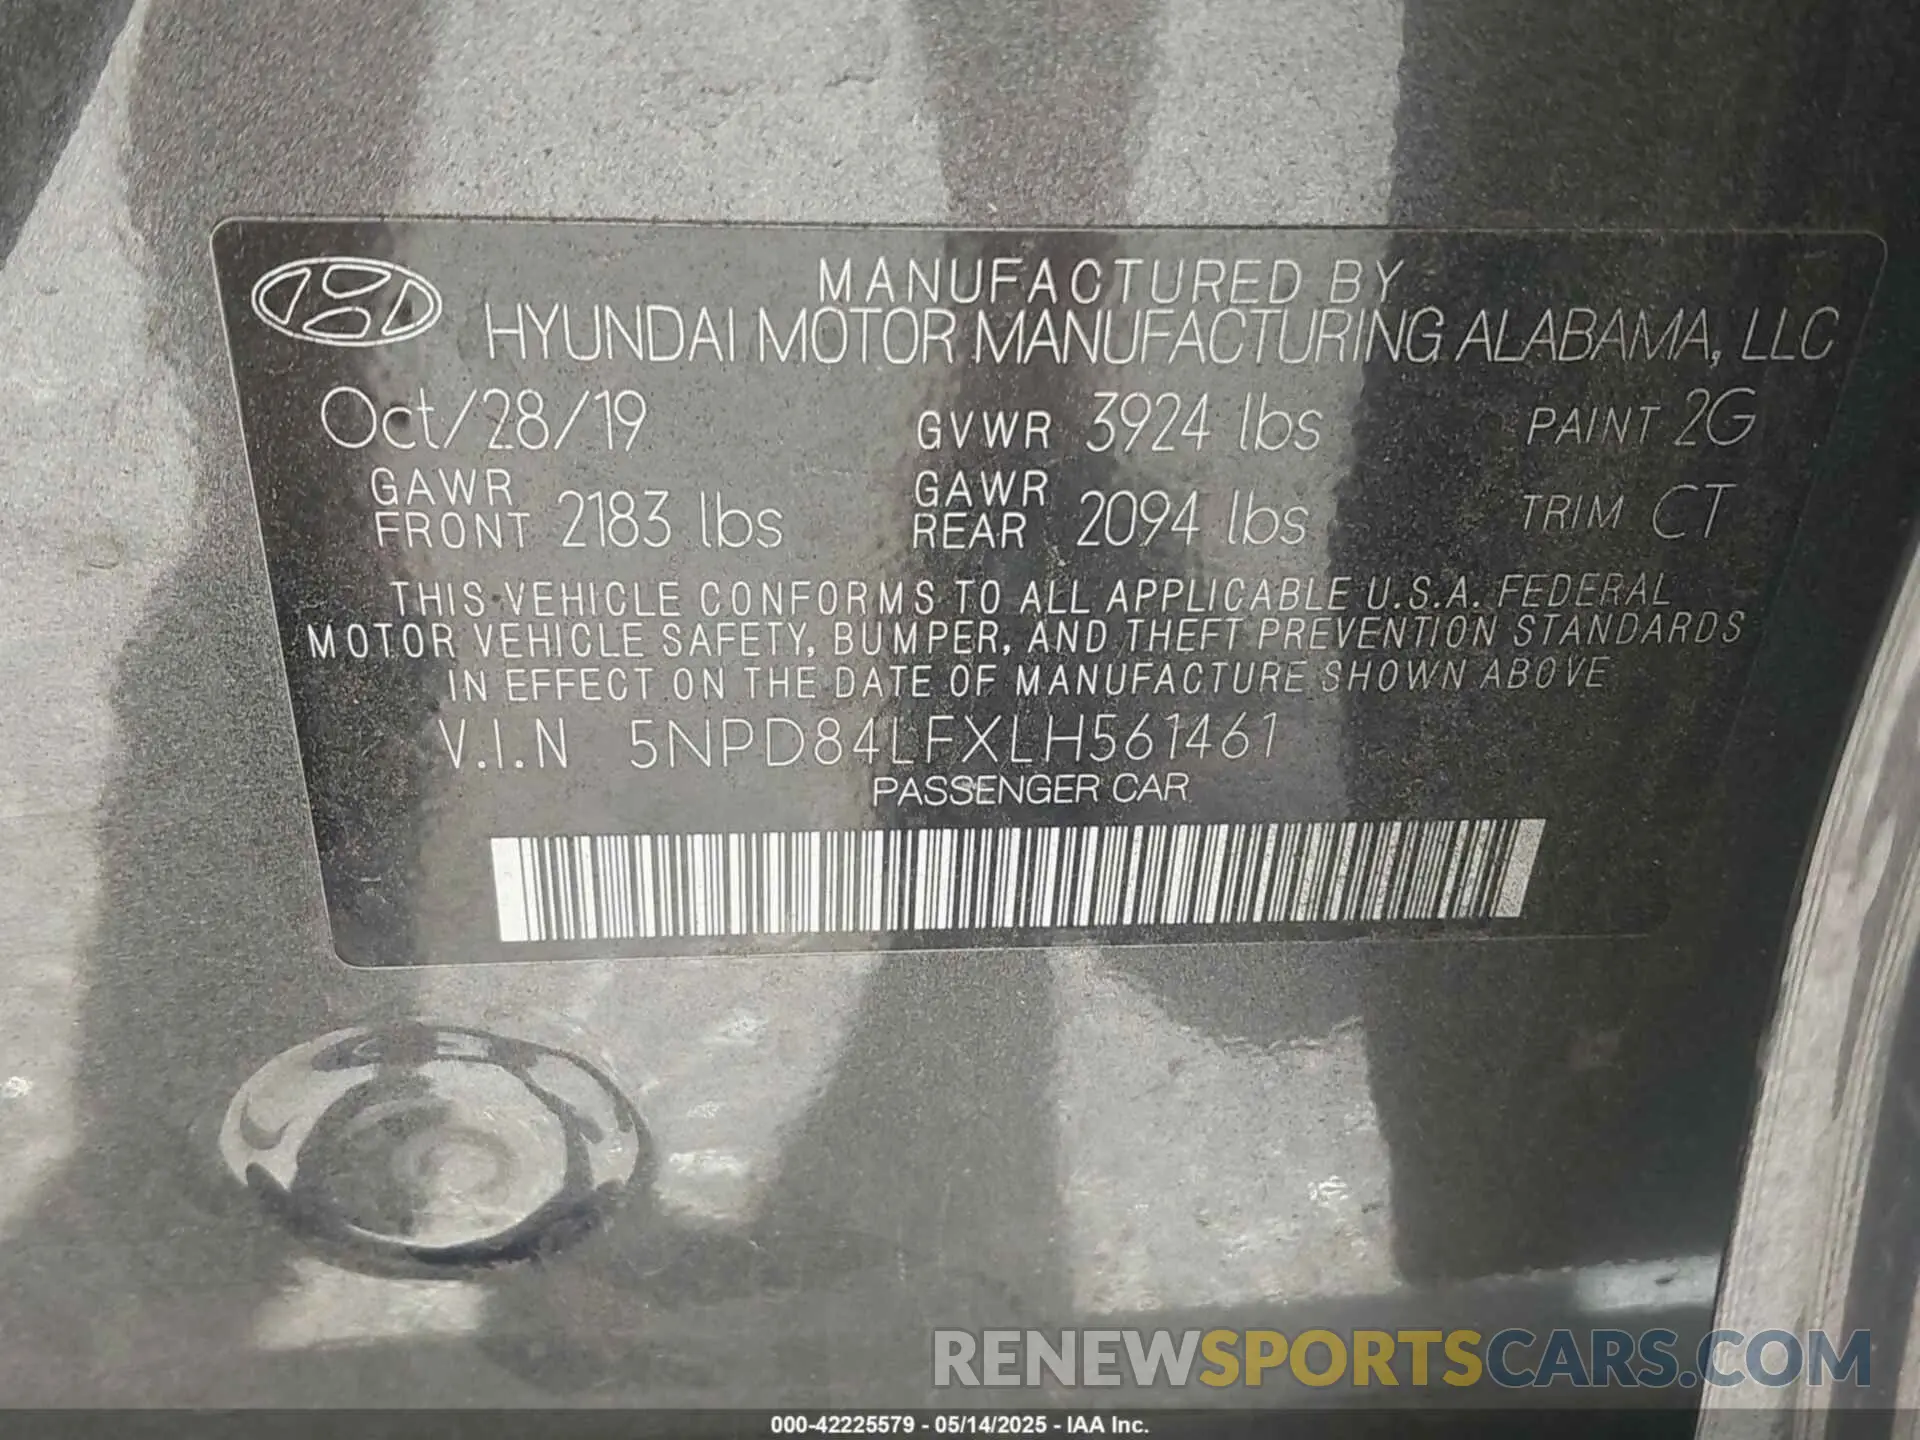 MANUFACTURED BY
HYUNDAI MOTOR MANUFACTURING ALABAMA, LLC
Oct/28/19 GVWR 3924 lbs PAINT 2G
GAWR FRONT 2183 lbs GAWR REAR 2094 lbs TRIM CT
THIS VEHICLE CONFORMS TO ALL APPLICABLE U.S.A. FEDERAL
MOTOR VEHICLE SAFETY, BUMPER, AND THEFT PREVENTION STANDARDS
IN EFFECT ON THE DATE OF MANUFACTURE SHOWN ABOVE
V.I.N 5NPD84LFXLH561461
PASSENGER CAR
RENEWSPORTSCARS.COM
000-42225579 - 05/14/2025 - IAA Inc.